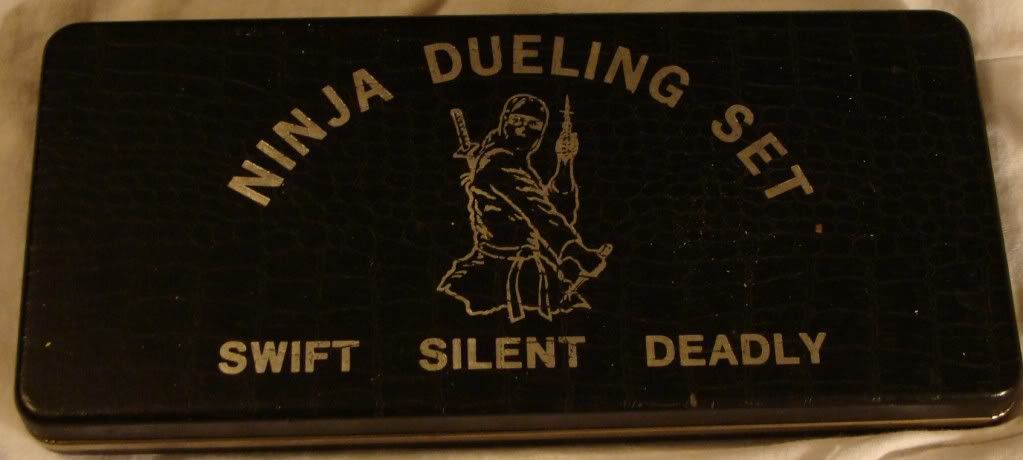 NINJA DUELING SET
SWIFT SILENT DEADLY